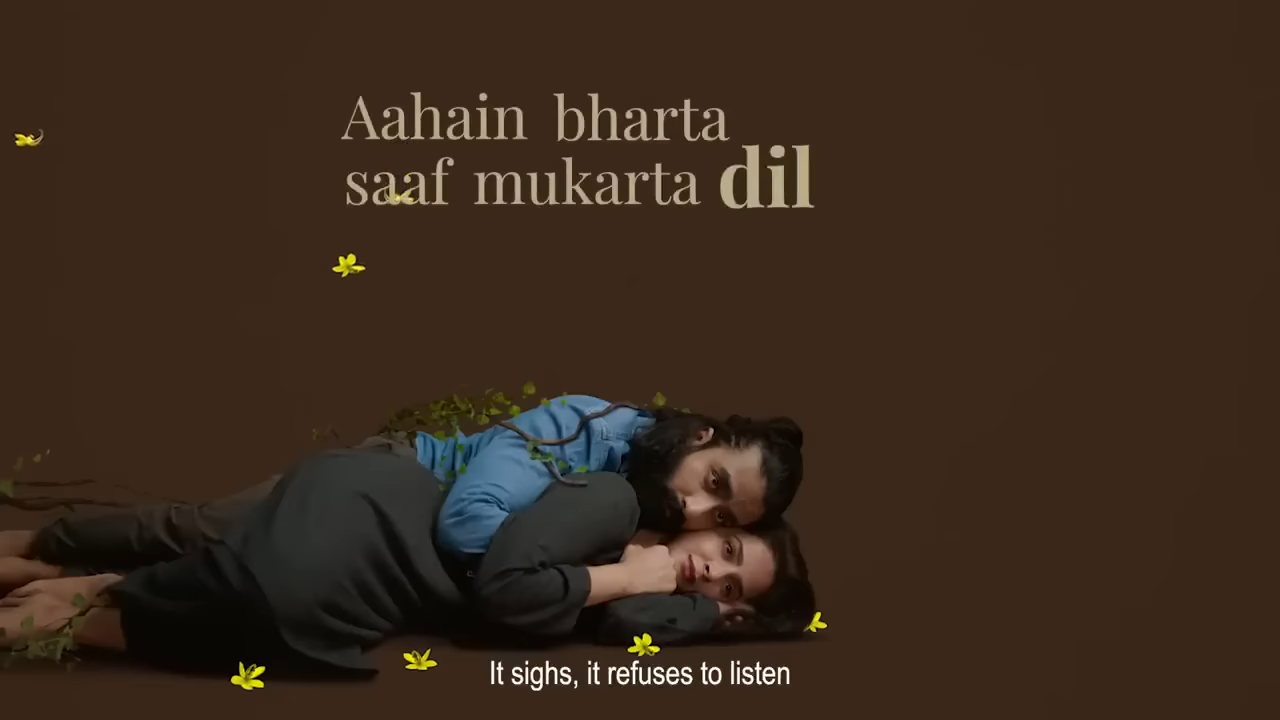 Aahain bharta
saaf mukarta dil
It sighs, it refuses to listen